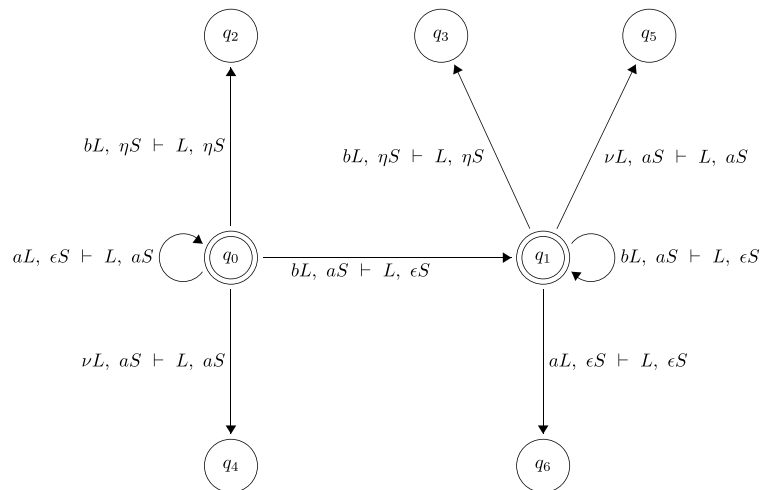 q₂
q₃
q₅
bL, ηS ⊢ L, ηS
bL, ηS ⊢ L, ηS
νL, aS ⊢ L, aS
aL, ϵS ⊢ L, aS
q₀
bL, aS ⊢ L, ϵS
q₁
bL, aS ⊢ L, ϵS
νL, aS ⊢ L, aS
aL, ϵS ⊢ L, ϵS
q₄
q₆